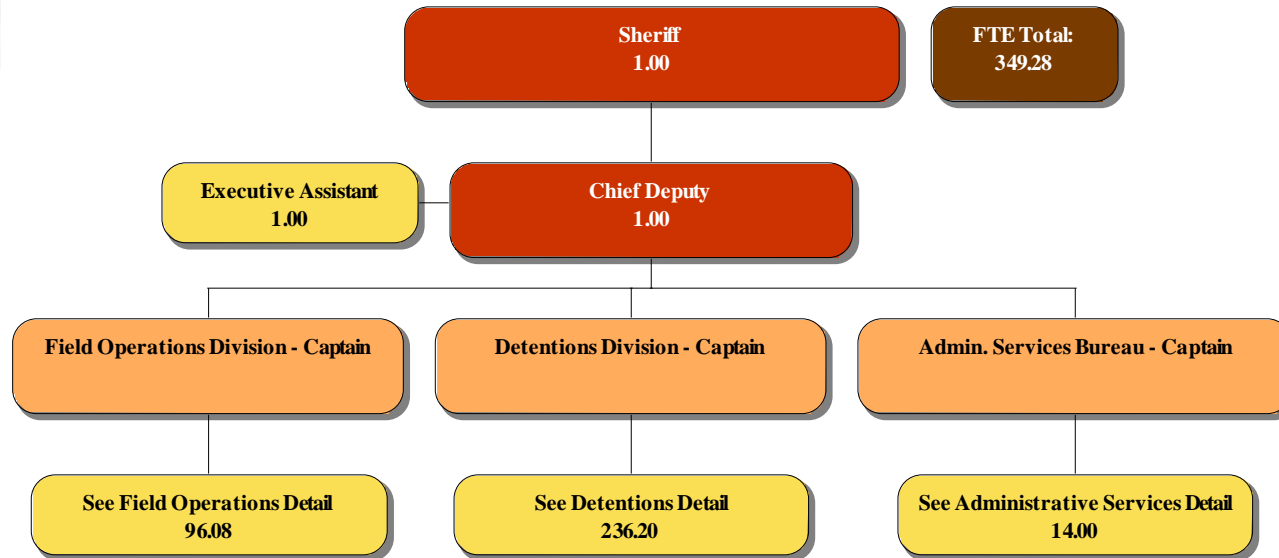 Sheriff
1.00
FTE Total:
349.28
Executive Assistant
1.00
Chief Deputy
1.00
Field Operations Division - Captain
Detentions Division - Captain
Admin. Services Bureau - Captain
See Field Operations Detail
96.08
See Detentions Detail
236.20
See Administrative Services Detail
14.00